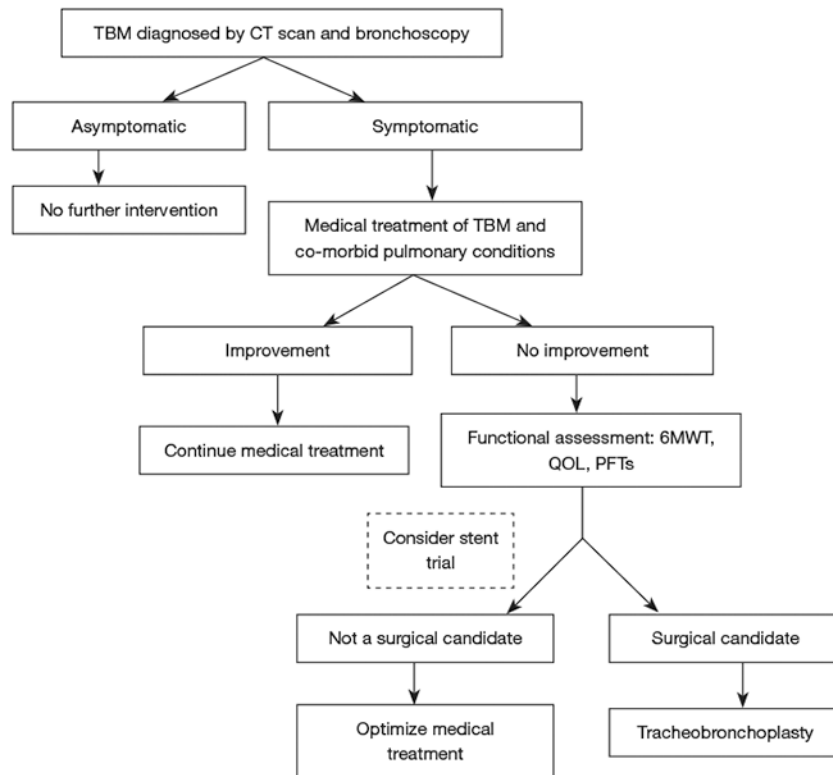 TBM diagnosed by CT scan and bronchoscopy
Asymptomatic
Symptomatic
No further intervention
Medical treatment of TBM and
co-morbid pulmonary conditions
Improvement
No improvement
Continue medical treatment
Functional assessment: 6MWT,
QOL, PFTs
Consider stent
trial
Not a surgical candidate
Surgical candidate
Optimize medical
treatment
Tracheobronchoplasty